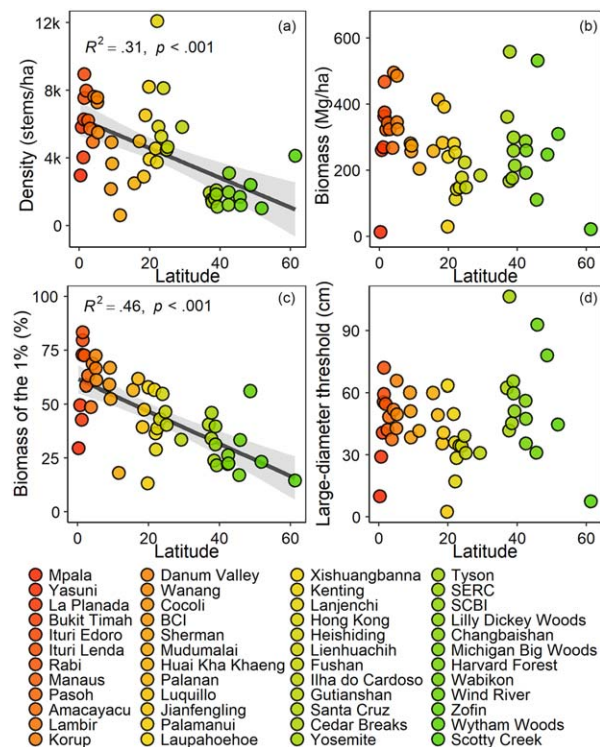 (a)
R² = .31, p < .001
12k
8k
4k
0
Density (stems/ha)
0 20 40 60
Latitude
(b)
600
400
200
0
Biomass (Mg/ha)
0 20 40 60
Latitude
(c)
R² = .46, p < .001
100
75
50
25
0
Biomass of the 1% (%)
0 20 40 60
Latitude
(d)
90
60
30
0
Large-diameter threshold (cm)
0 20 40 60
Latitude
Mpala
Yasuni
La Planada
Bukit Timah
Ituri Edoro
Ituri Lenda
Rabi
Manaus
Pasoh
Amacayacu
Lambir
Korup
Danum Valley
Wanang
Cocoli
BCI
Sherman
Mudumalai
Huai Kha Khaeng
Palanan
Luquillo
Jianfengling
Palamanui
Laupahoehoe
Xishuangbanna
Kenting
Lanjenchi
Hong Kong
Heishiding
Lienhuachih
Fushan
Ilha do Cardoso
Gutianshan
Santa Cruz
Cedar Breaks
Yosemite
Tyson
SERC
SCBI
Lilly Dickey Woods
Changbaishan
Michigan Big Woods
Harvard Forest
Wabikon
Wind River
Zofin
Wytham Woods
Scotty Creek